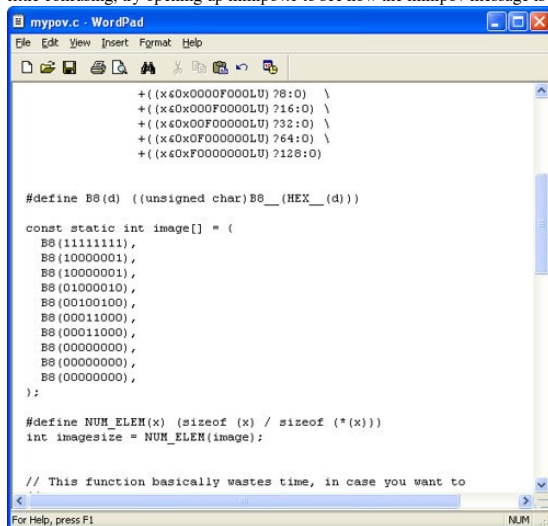 mypov.c - WordPad
File Edit View Insert Format Help
+((x&0x0000F000LU)?8:0) \
+((x&0x000F0000LU)?16:0) \
+((x&0x00F00000LU)?32:0) \
+((x&0x0F000000LU)?64:0) \
+((x&0xF0000000LU)?128:0)
#define B8(d) ((unsigned char)B8__(HEX__(d)))
const static int image[] = {
B8(11111111),
B8(10000001),
B8(10000001),
B8(01000010),
B8(00100100),
B8(00011000),
B8(00011000),
B8(00000000),
B8(00000000),
B8(00000000),
};
#define NUM_ELEM(x) (sizeof (x) / sizeof (*(x)))
int imagesize = NUM_ELEM(image);
// This function basically wastes time, in case you want to
For Help, press F1
NUM